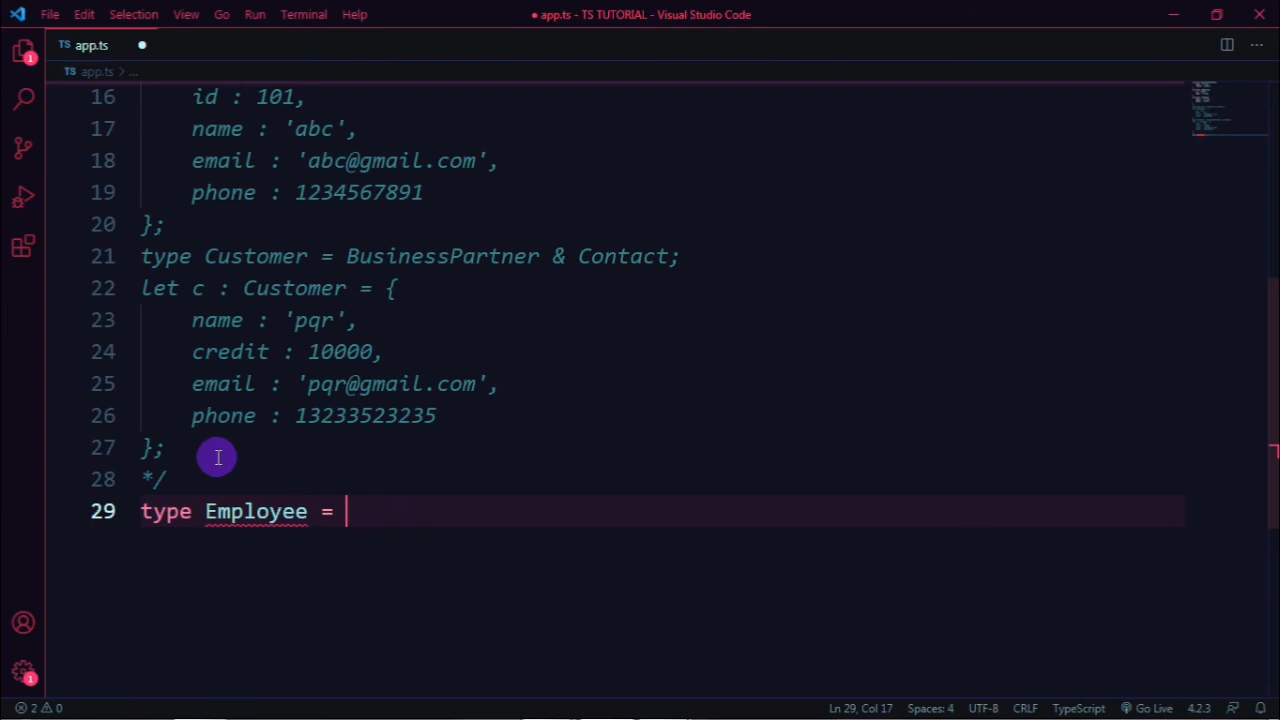 File Edit Selection View Go Run Terminal Help ● app.ts - TS TUTORIAL - Visual Studio Code
TS app.ts
TS app.ts > ...
16 id : 101,
17 name : 'abc',
18 email : 'abc@gmail.com',
19 phone : 1234567891
20 };
21 type Customer = BusinessPartner & Contact;
22 let c : Customer = {
23 name : 'pqr',
24 credit : 10000,
25 email : 'pqr@gmail.com',
26 phone : 13233523235
27 };
28 */
29 type Employee =
1
1
2 0 Ln 29, Col 17 Spaces: 4 UTF-8 CRLF TypeScript Go Live 4.2.3